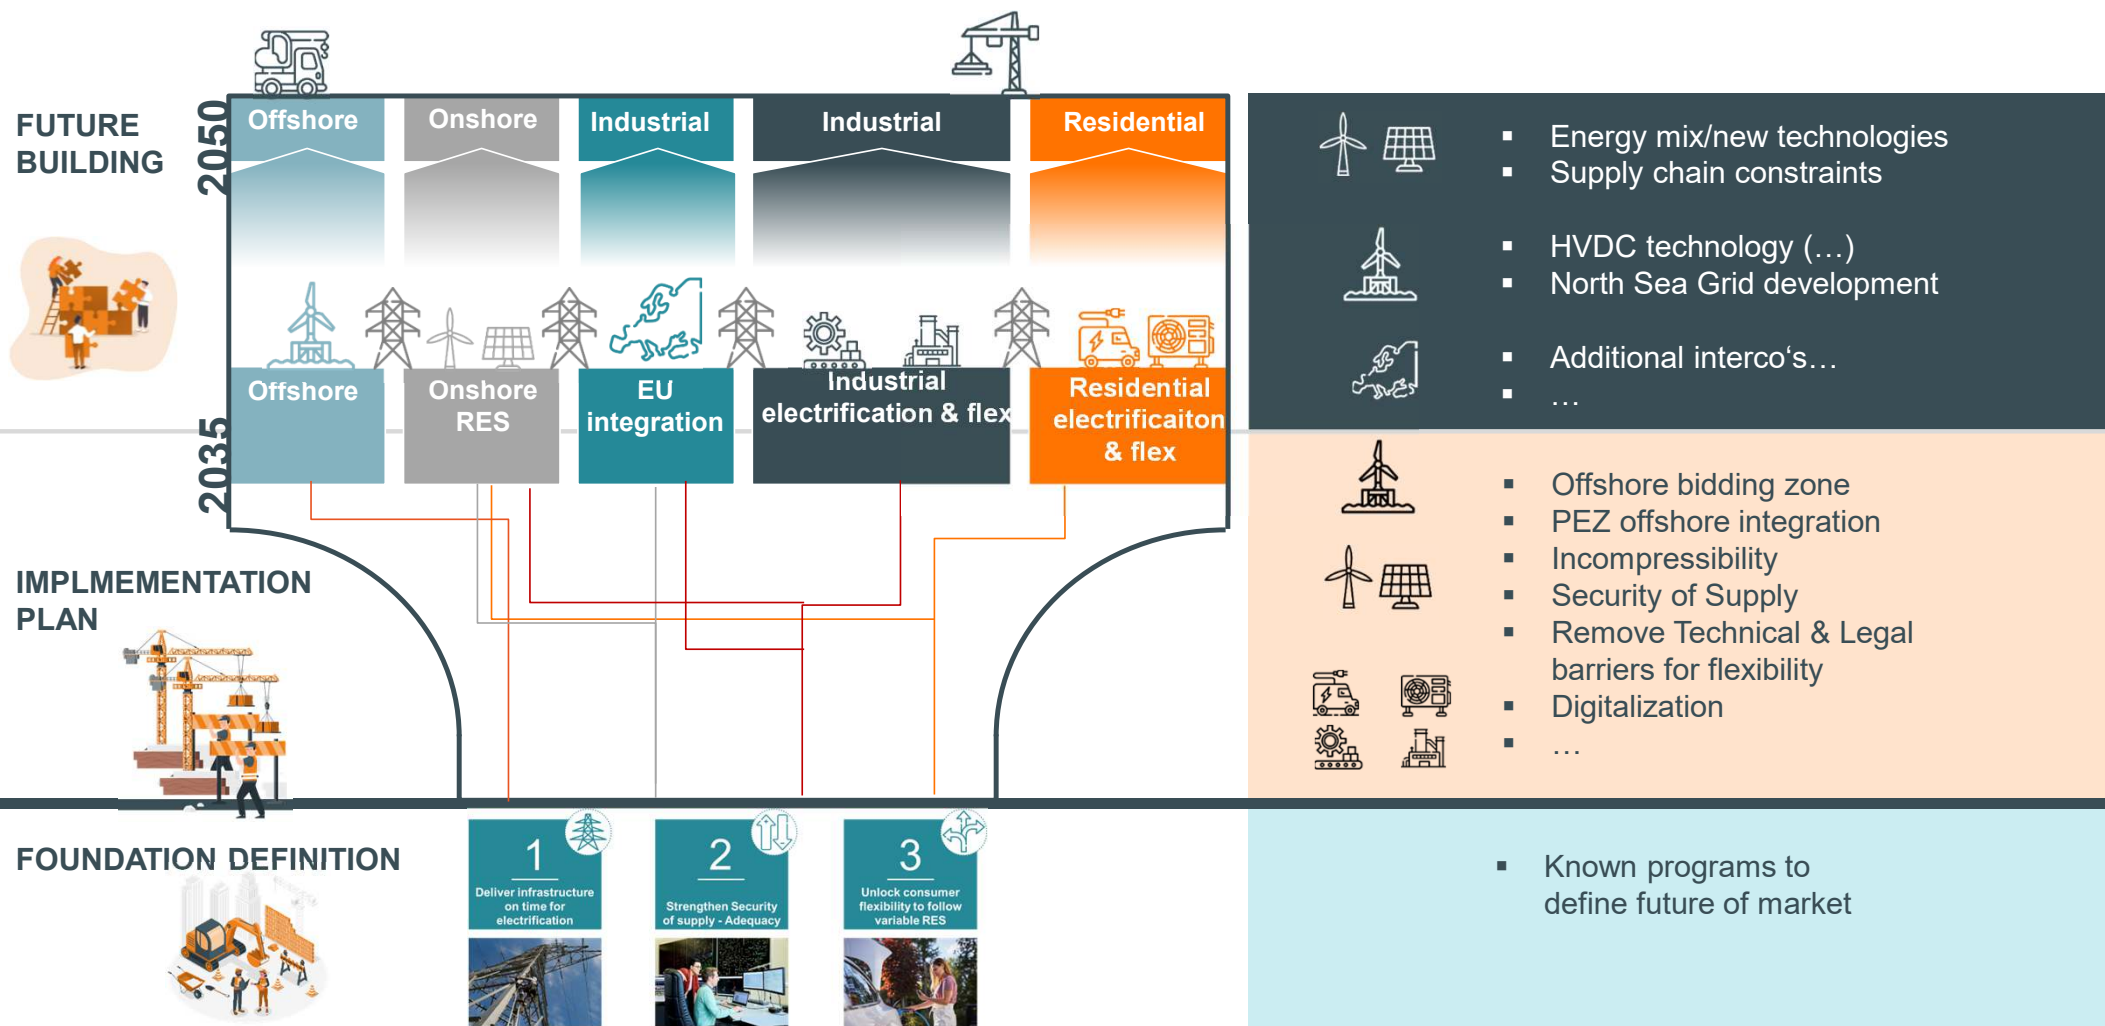 FUTURE
BUILDING
2050
Offshore
Onshore
Industrial
Industrial
Residential
Offshore
Onshore
RES
EU
integration
Industrial
electrification & flex
Residential
electrificaiton
& flex
2035
▪ Energy mix/new technologies
▪ Supply chain constraints
▪ HVDC technology (…)
▪ North Sea Grid development
▪ Additional interco‘s…
▪ …
IMPLMEMENTATION
PLAN
▪ Offshore bidding zone
▪ PEZ offshore integration
▪ Incompressibility
▪ Security of Supply
▪ Remove Technical & Legal
barriers for flexibility
▪ Digitalization
▪ …
FOUNDATION DEFINITION
1
Deliver infrastructure
on time for
electrification
2
Strengthen Security
of supply - Adequacy
3
Unlock consumer
flexibility to follow
variable RES
▪ Known programs to
define future of market